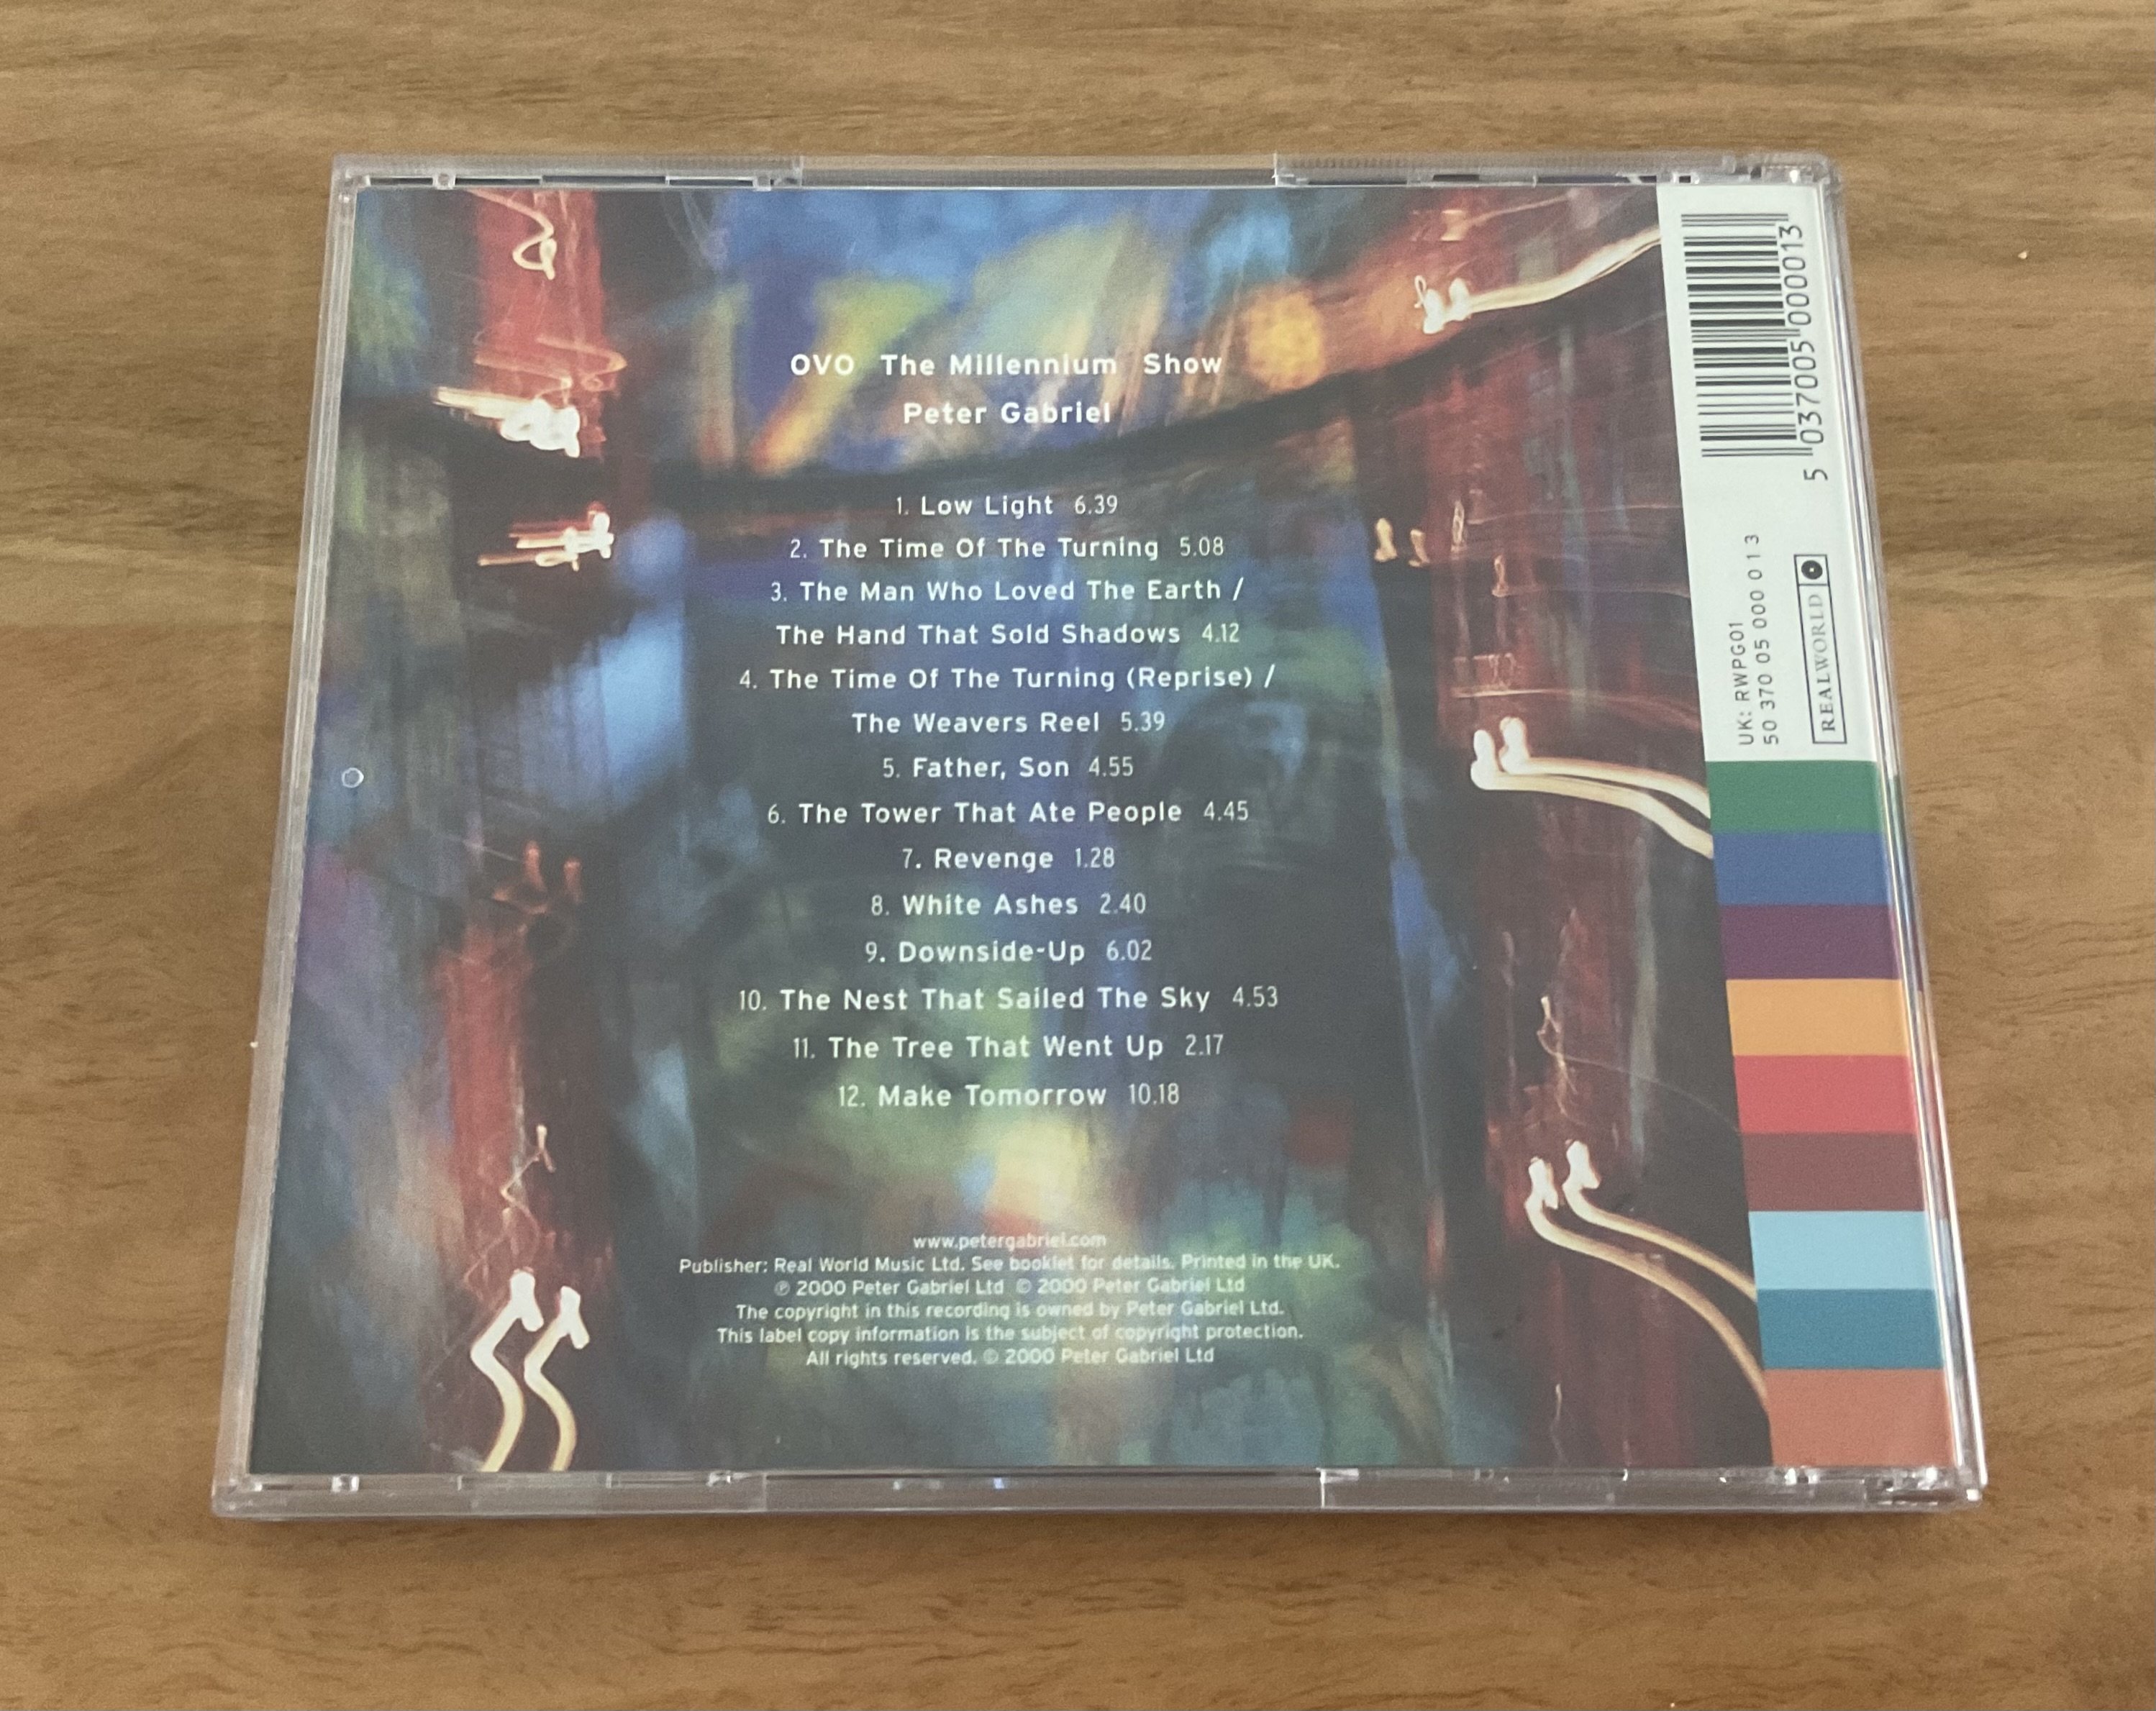 OVO The Millennium Show
Peter Gabriel
1. Low Light 6.39
2. The Time Of The Turning 5.08
3. The Man Who Loved The Earth /
The Hand That Sold Shadows 4.12
4. The Time Of The Turning (Reprise) /
The Weavers Reel 5.39
5. Father, Son 4.55
6. The Tower That Ate People 4.45
7. Revenge 1.28
8. White Ashes 2.40
9. Downside-Up 6.02
10. The Nest That Sailed The Sky 4.53
11. The Tree That Went Up 2.17
12. Make Tomorrow 10.18
www.petergabriel.com
Publisher: Real World Music Ltd. See booklet for details. Printed in the UK.
℗ 2000 Peter Gabriel Ltd © 2000 Peter Gabriel Ltd
The copyright in this recording is owned by Peter Gabriel Ltd.
This label copy information is the subject of copyright protection.
All rights reserved. © 2000 Peter Gabriel Ltd
5 037005 000013
UK: RWPG01
50 370 05 000 013
REALWORLD